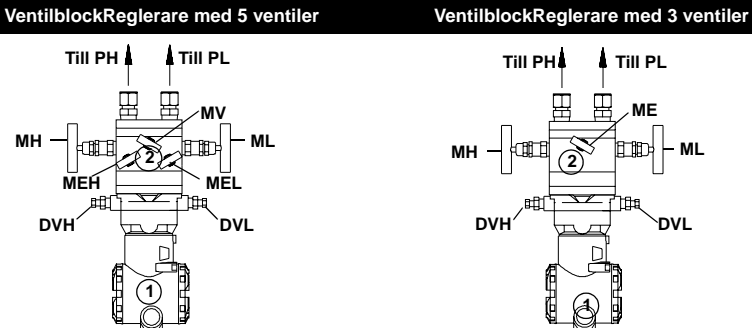 VentilblockReglerare med 5 ventiler
Till PH
Till PL
MV
MH
ML
2
MEH
MEL
DVH
DVL
1
VentilblockReglerare med 3 ventiler
Till PH
Till PL
ME
MH
ML
2
DVH
DVL
1